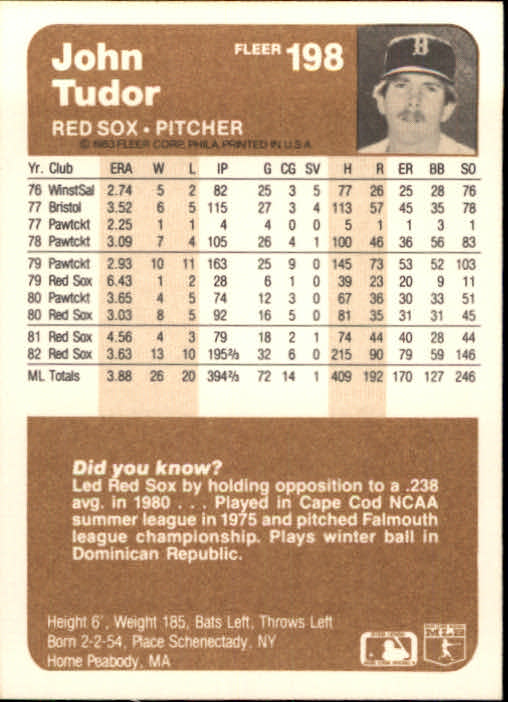 John
Tudor
FLEER 198
RED SOX • PITCHER
© 1983 FLEER CORP. PHILA. PRINTED IN U.S.A.
B
Yr. Club ERA W L IP G CG SV H R ER BB SO
76 WinstSal 2.74 5 2 82 25 3 5 77 26 25 28 76
77 Bristol 3.52 6 5 115 27 3 4 113 57 45 35 78
77 Pawtckt 2.25 1 1 4 4 0 0 5 1 1 3 1
78 Pawtckt 3.09 7 4 105 26 4 1 100 46 36 56 83
79 Pawtckt 2.93 10 11 163 25 9 0 145 73 53 52 103
79 Red Sox 6.43 1 2 28 6 1 0 39 23 20 9 11
80 Pawtckt 3.65 4 5 74 12 3 0 67 36 30 33 51
80 Red Sox 3.03 8 5 92 16 5 0 81 35 31 31 45
81 Red Sox 4.56 4 3 79 18 2 1 74 44 40 28 44
82 Red Sox 3.63 13 10 195⅔ 32 6 0 215 90 79 59 146
ML Totals 3.88 26 20 394⅔ 72 14 1 409 192 170 127 246
Did you know?
Led Red Sox by holding opposition to a .238
avg. in 1980 . . . Played in Cape Cod NCAA
summer league in 1975 and pitched Falmouth
league championship. Plays winter ball in
Dominican Republic.
Height 6', Weight 185, Bats Left, Throws Left
Born 2-2-54, Place Schenectady, NY
Home Peabody, MA